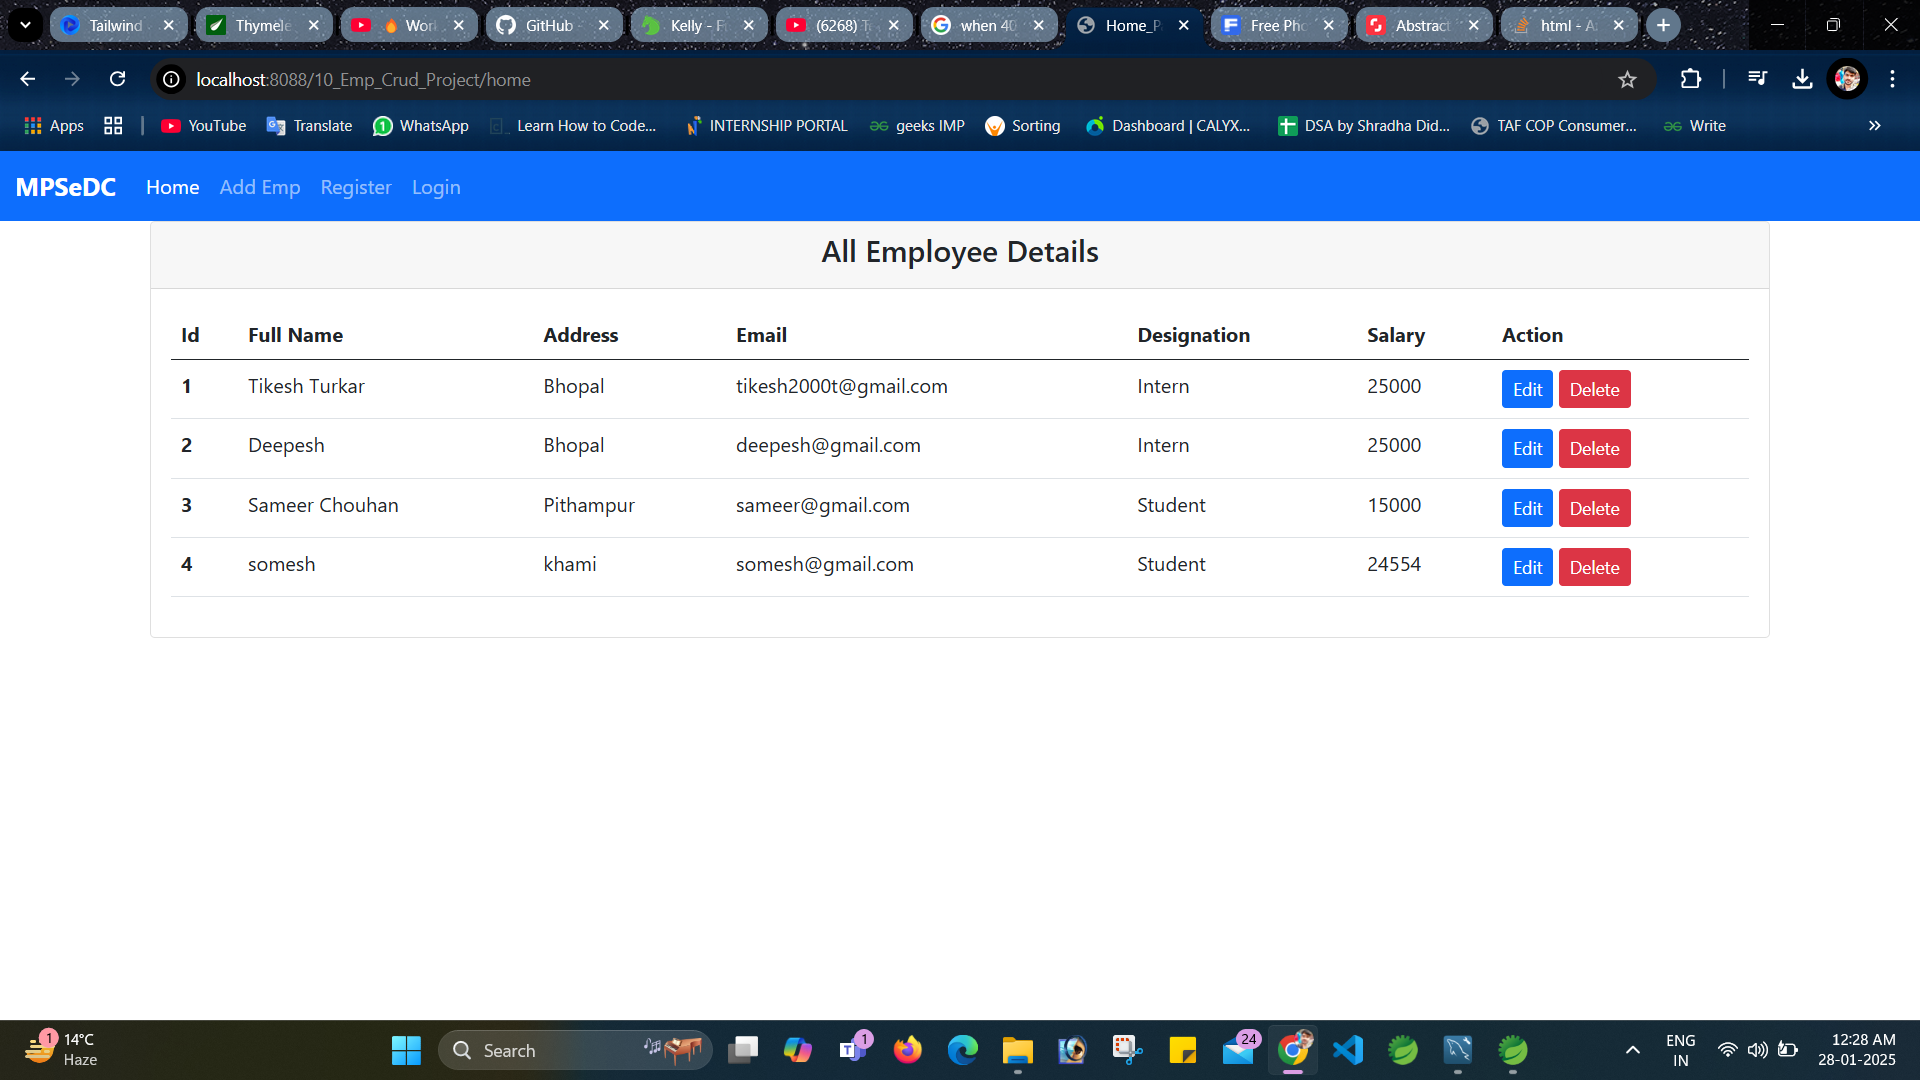 Tailwind
Thymele
Wor
GitHub -
Kelly - F
(6268) T
when 40
Home_P
Free Pho
Abstract
html - A
localhost:8088/10_Emp_Crud_Project/home
Apps
YouTube
Translate
WhatsApp
Learn How to Code...
INTERNSHIP PORTAL
geeks IMP
Sorting
Dashboard | CALYX...
DSA by Shradha Did...
TAF COP Consumer...
Write
MPSeDC Home Add Emp Register Login
All Employee Details
Id Full Name Address Email Designation Salary Action
1 Tikesh Turkar Bhopal tikesh2000t@gmail.com Intern 25000 Edit Delete
2 Deepesh Bhopal deepesh@gmail.com Intern 25000 Edit Delete
3 Sameer Chouhan Pithampur sameer@gmail.com Student 15000 Edit Delete
4 somesh khami somesh@gmail.com Student 24554 Edit Delete
1
14°C
Haze
Search
1
24
ENG
IN
12:28 AM
28-01-2025